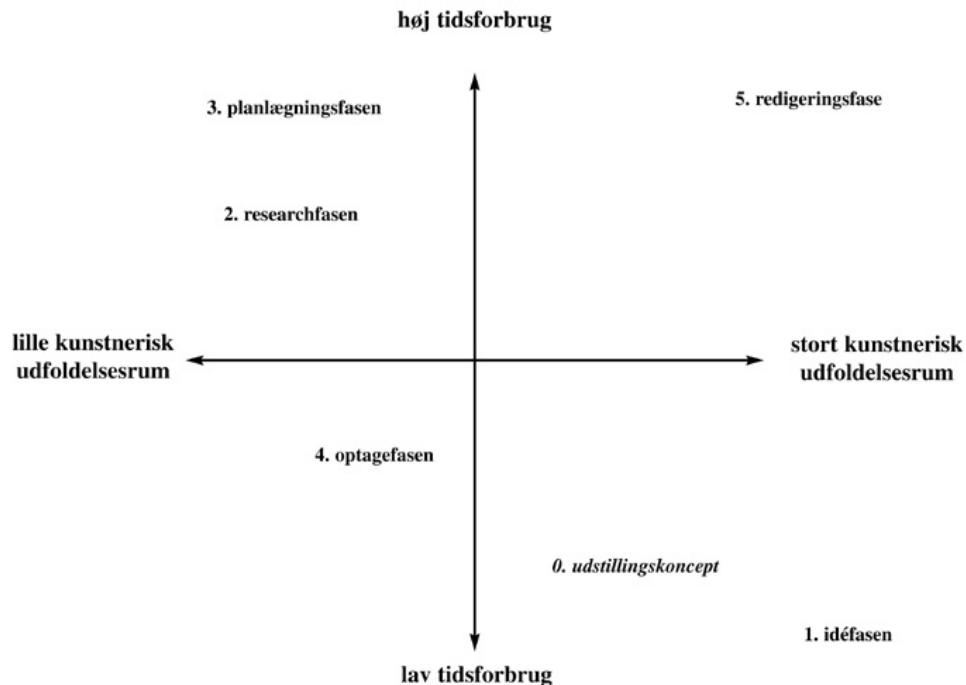 høj tidsforbrug
5. redigeringsfase
3. planlægningsfasen
2. researchfasen
lille kunstnerisk
udfoldelsesrum
stort kunstnerisk
udfoldelsesrum
4. optagefasen
0. udstillingskoncept
1. idéfasen
lav tidsforbrug